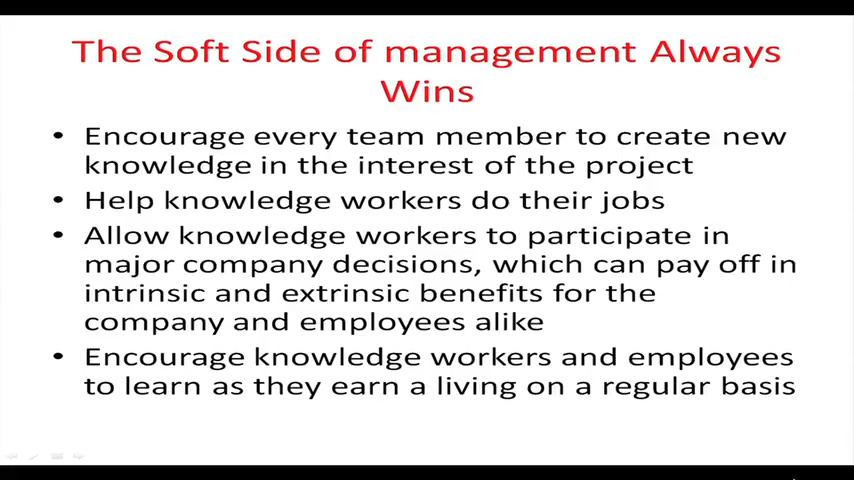 The Soft Side of management Always
Wins
• Encourage every team member to create new
knowledge in the interest of the project
• Help knowledge workers do their jobs
• Allow knowledge workers to participate in
major company decisions, which can pay off in
intrinsic and extrinsic benefits for the
company and employees alike
• Encourage knowledge workers and employees
to learn as they earn a living on a regular basis